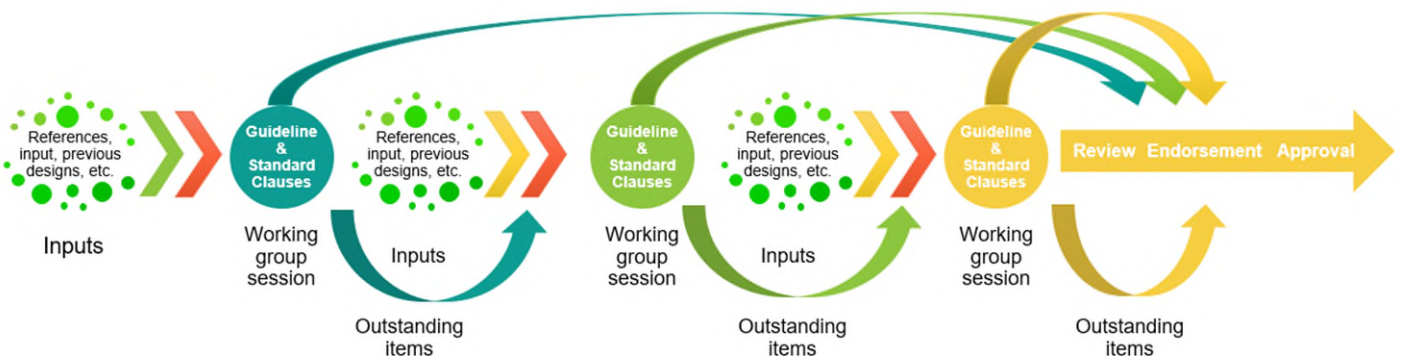 References,
input, previous
designs, etc.
Inputs
Guideline
&
Standard
Clauses
Working
group
session
References,
input, previous
designs, etc.
Inputs
Outstanding
items
Guideline
&
Standard
Clauses
Working
group
session
References,
input, previous
designs, etc.
Inputs
Outstanding
items
Guideline
&
Standard
Clauses
Working
group
session
Review Endorsement Approval
Outstanding
items